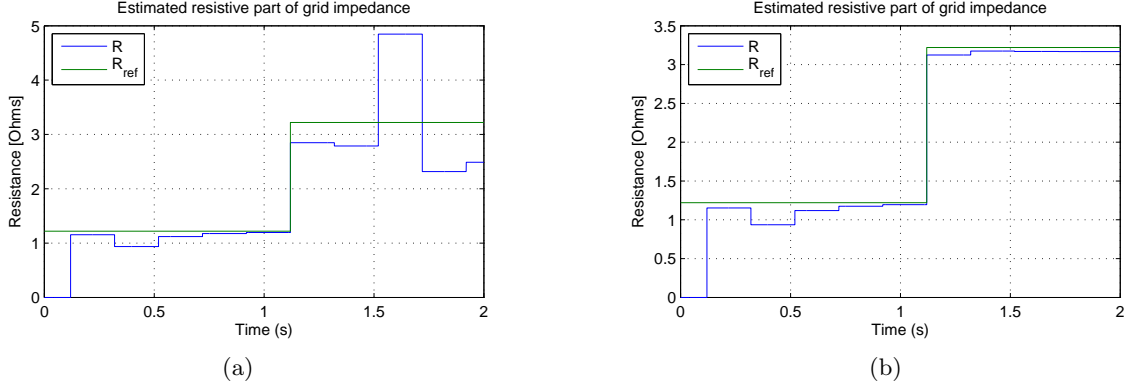 Estimated resistive part of grid impedance
R
R_ref
Resistance [Ohms]
5
4
3
2
1
0
0
0.5
1
1.5
2
Time (s)
(a)
Estimated resistive part of grid impedance
R
R_ref
Resistance [Ohms]
3.5
3
2.5
2
1.5
1
0.5
0
0
0.5
1
1.5
2
Time (s)
(b)